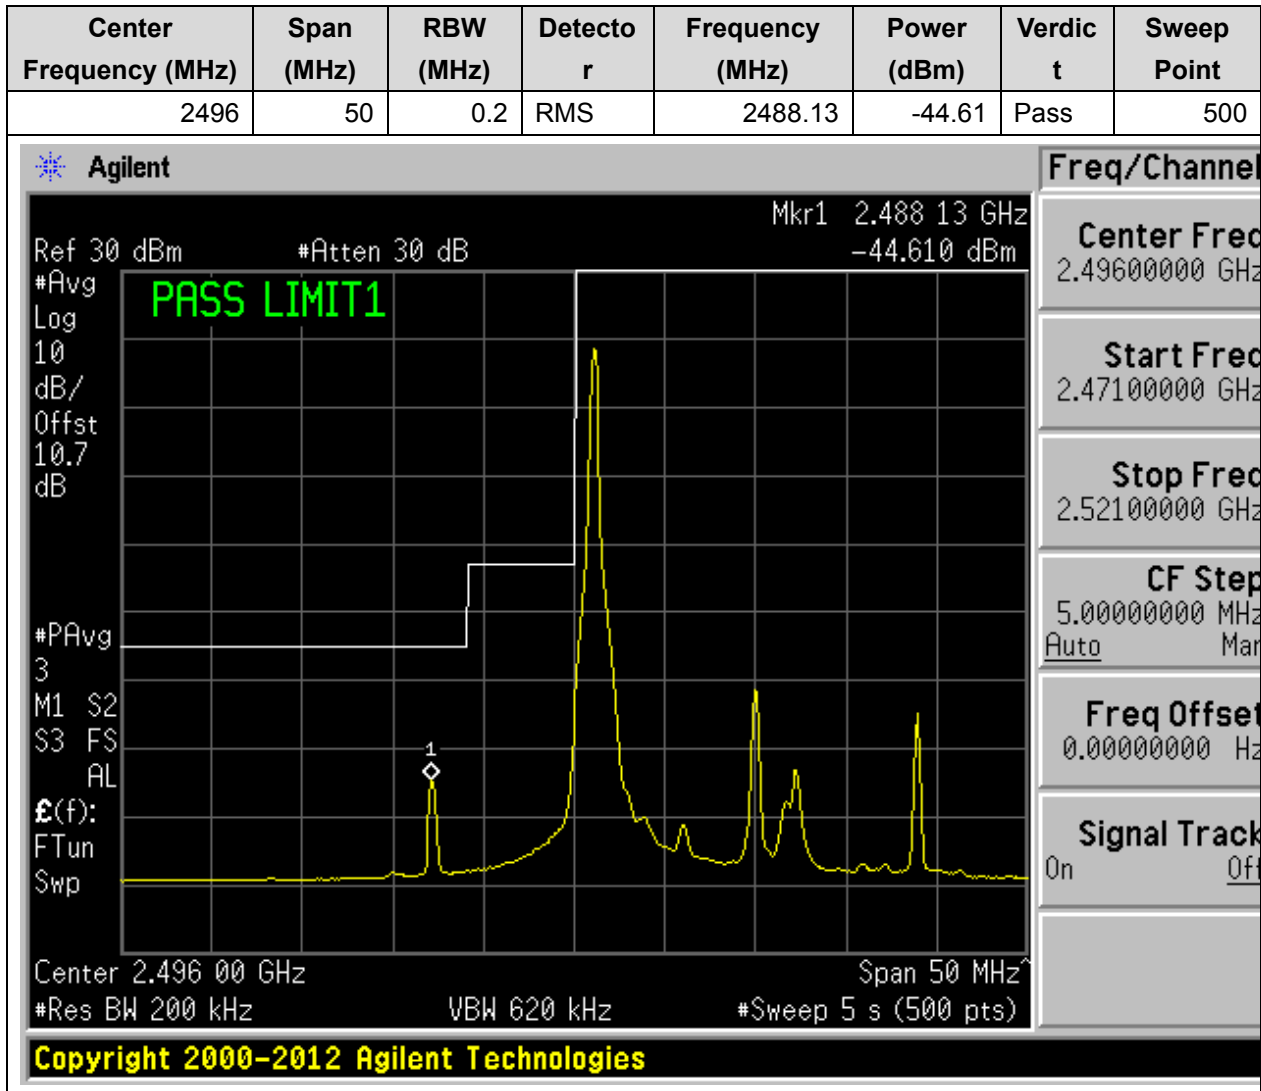 Center Frequency (MHz) Span (MHz) RBW (MHz) Detecto r Frequency (MHz) Power (dBm) Verdic t Sweep Point
2496 50 0.2 RMS 2488.13 -44.61 Pass 500
Agilent
Freq/Channel
Mkr1 2.488 13 GHz
Ref 30 dBm #Atten 30 dB -44.610 dBm
#Avg
Log
10
dB/
Offst
10.7
dB
PASS LIMIT1
#PAvg
3
M1 S2
S3 FS
AL
£(f):
FTun
Swp
1
Center 2.496 00 GHz Span 50 MHz^
#Res BW 200 kHz VBW 620 kHz #Sweep 5 s (500 pts)
Center Freq
2.49600000 GHz
Start Freq
2.47100000 GHz
Stop Freq
2.52100000 GHz
CF Step
5.00000000 MHz
Auto Man
Freq Offset
0.00000000 Hz
Signal Track
On Off
Copyright 2000-2012 Agilent Technologies